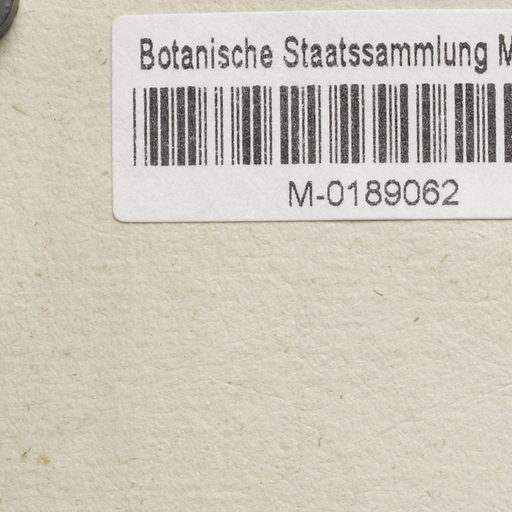 Botanische Staatssammlung M
M-0189062